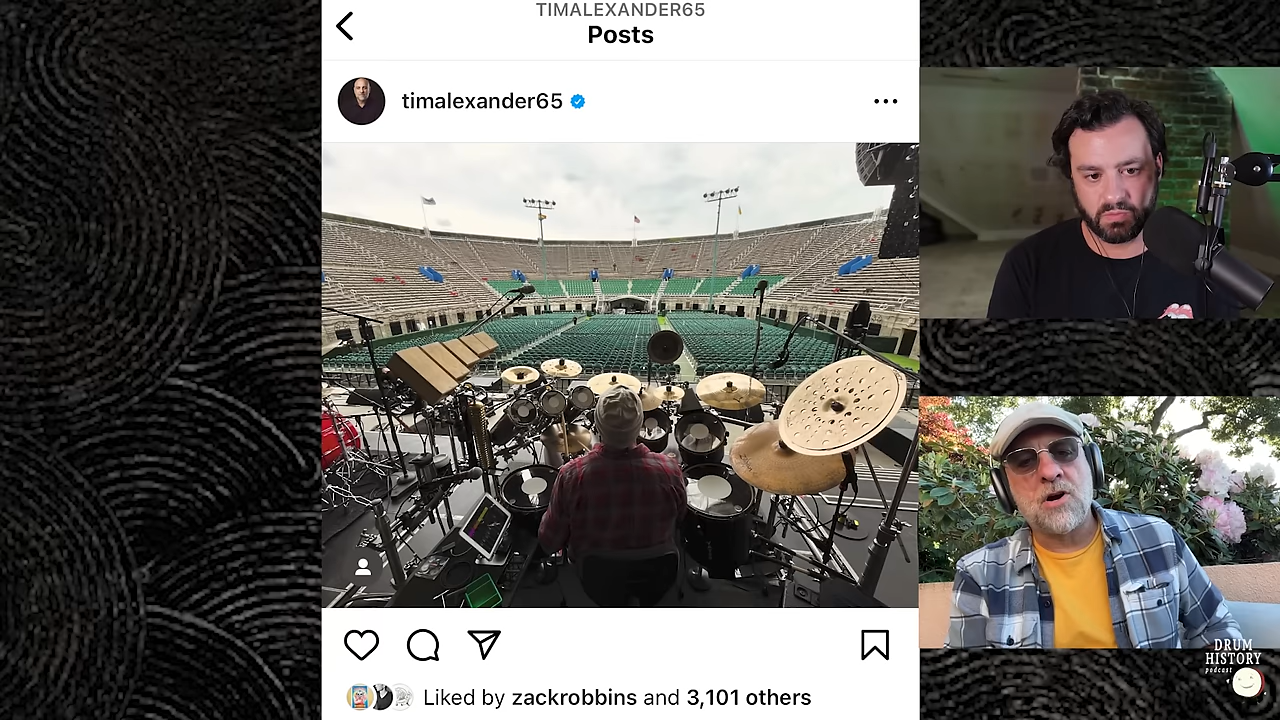 TIMALEXANDER65
Posts
timalexander65
Liked by zackrobbins and 3,101 others
DRUM
HISTORY
podcast